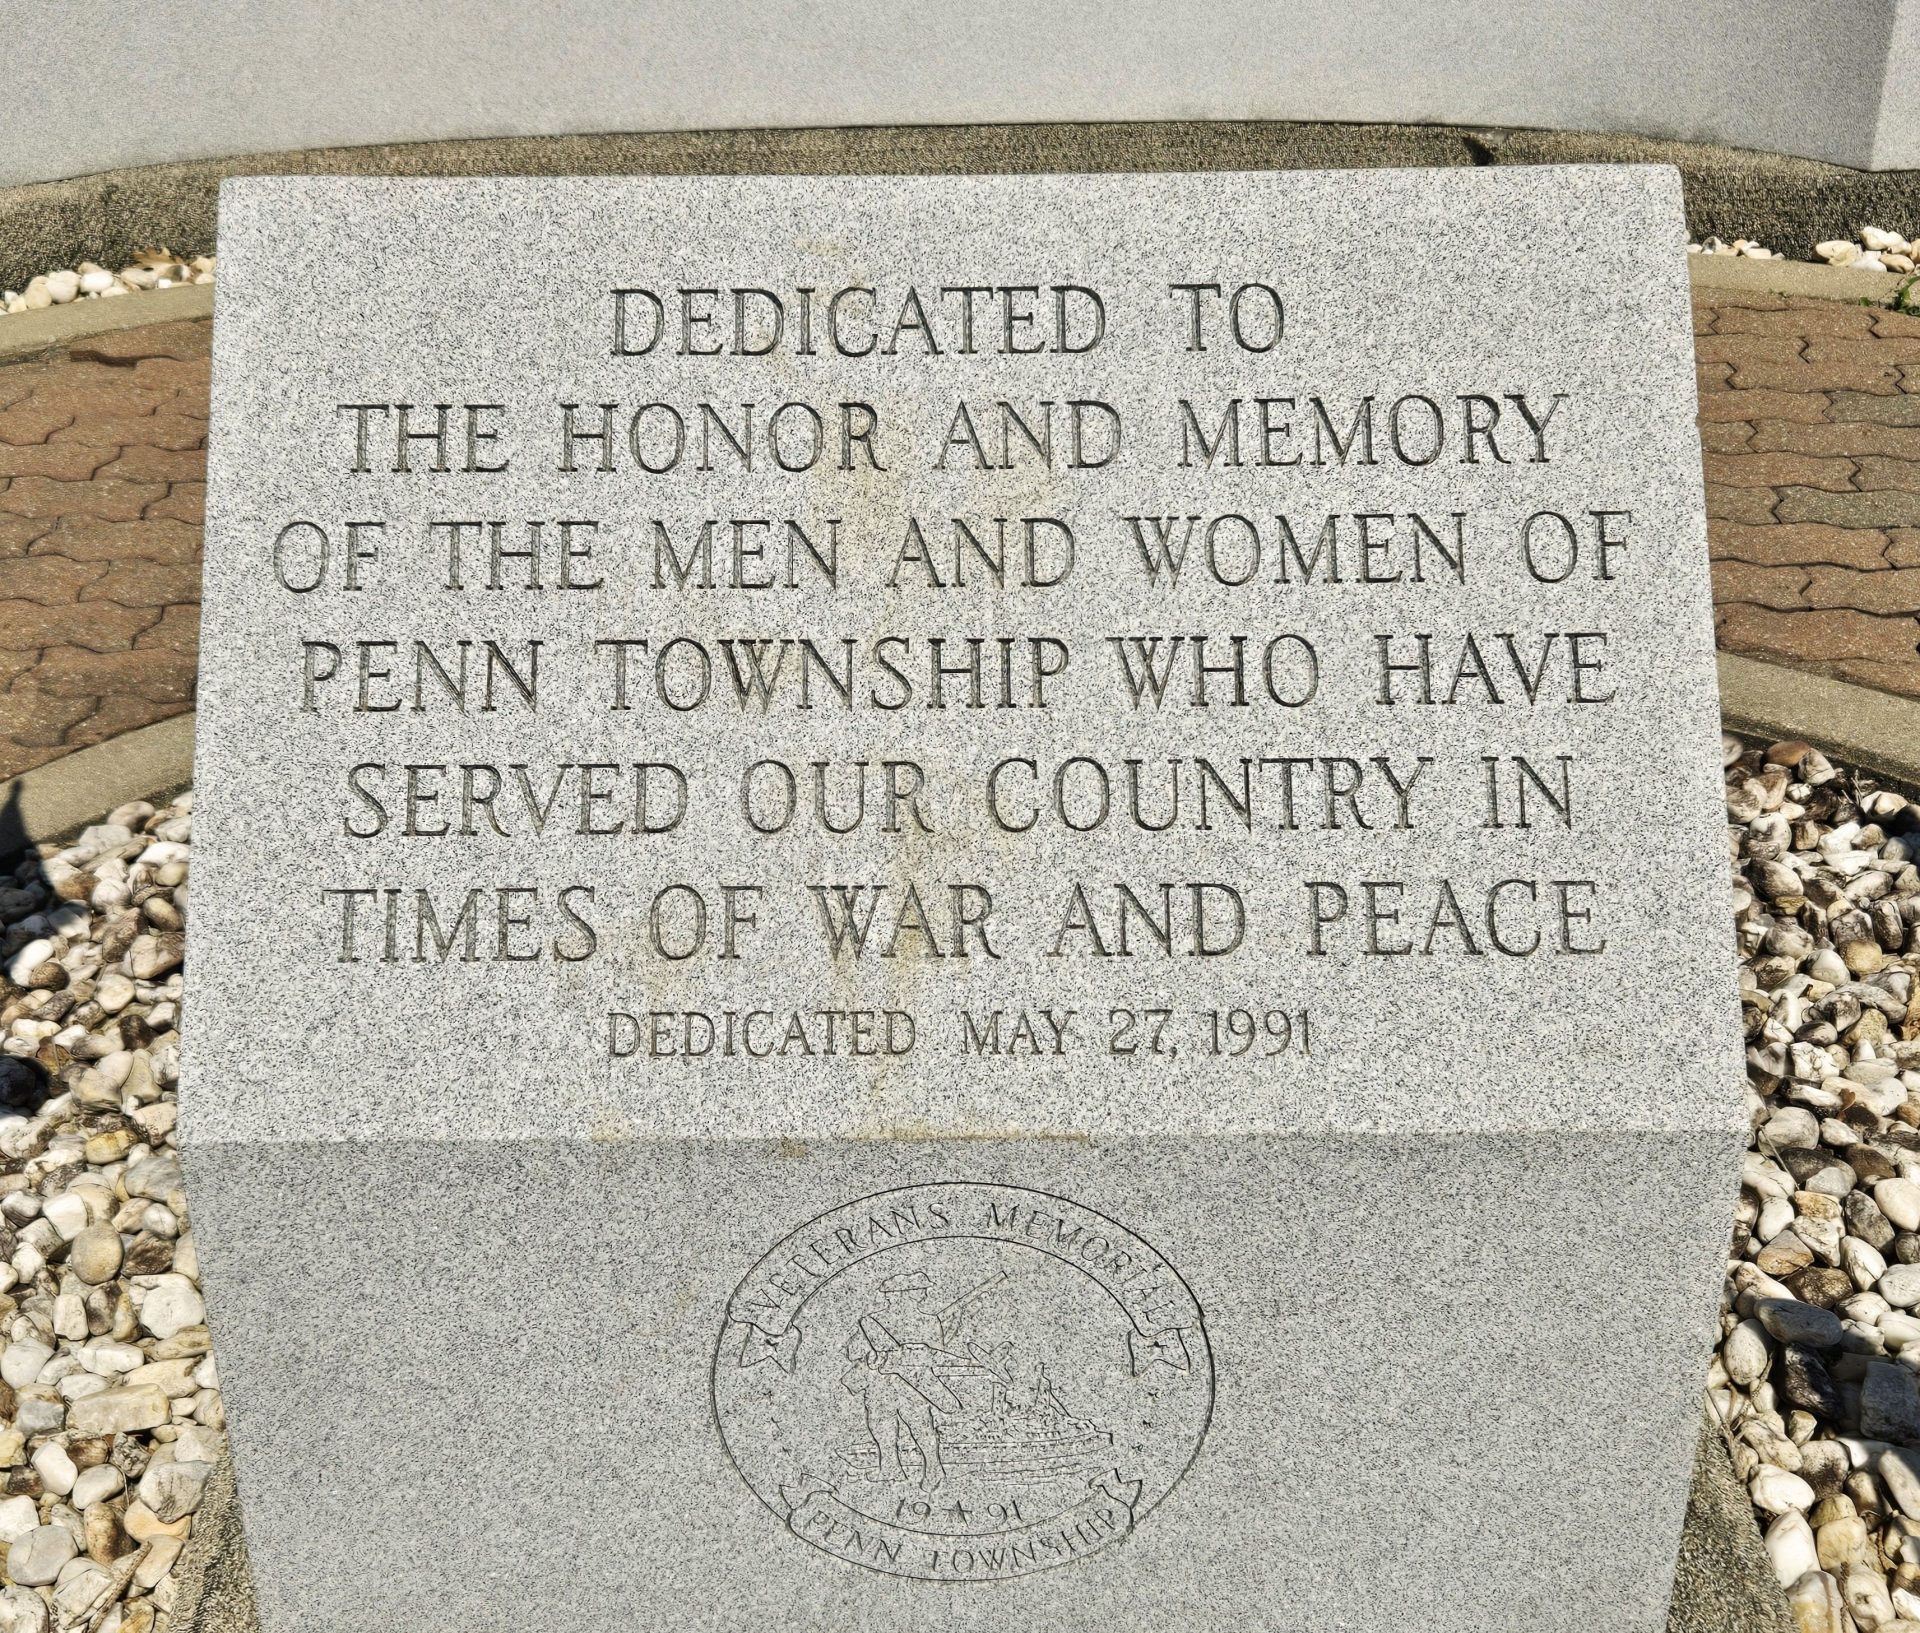 DEDICATED TO
THE HONOR AND MEMORY
OF THE MEN AND WOMEN OF
PENN TOWNSHIP WHO HAVE
SERVED OUR COUNTRY IN
TIMES OF WAR AND PEACE
DEDICATED MAY 27, 1991
VETERANS MEMORIAL
19 91
PENN TOWNSHIP